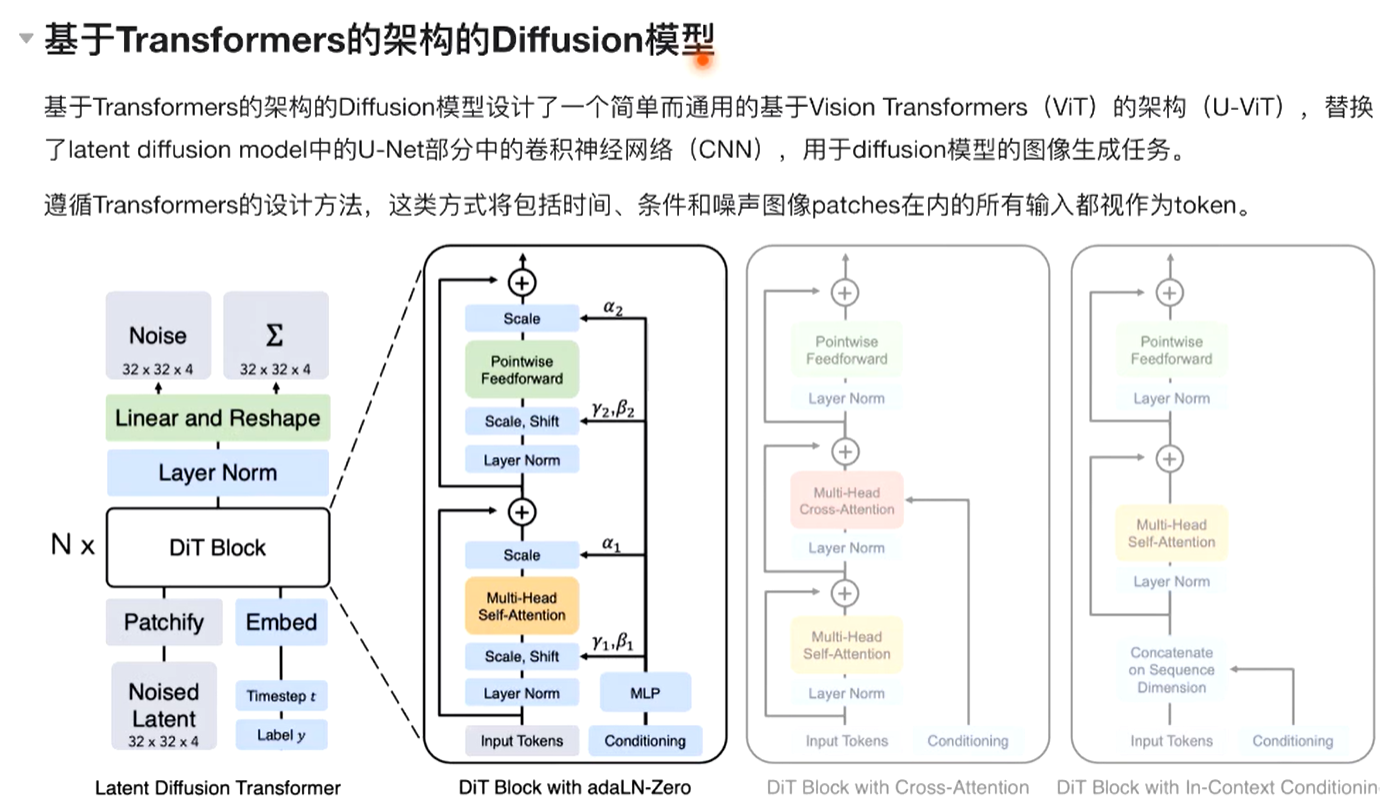 基于Transformers的架构的Diffusion模型
基于Transformers的架构的Diffusion模型设计了一个简单而通用的基于Vision Transformers（ViT）的架构（U-ViT），替换
了latent diffusion model中的U-Net部分中的卷积神经网络（CNN），用于diffusion模型的图像生成任务。
遵循Transformers的设计方法，这类方式将包括时间、条件和噪声图像patches在内的所有输入都视作为token。
Noise
32 x 32 x 4
Σ
32 x 32 x 4
Linear and Reshape
Layer Norm
N x
DiT Block
Patchify
Embed
Noised
Latent
32 x 32 x 4
Timestep t
Label y
Latent Diffusion Transformer
Scale
α₂
Pointwise
Feedforward
Scale, Shift
γ₂,β₂
Layer Norm
Scale
α₁
Multi-Head
Self-Attention
Scale, Shift
γ₁,β₁
Layer Norm
MLP
Input Tokens
Conditioning
DiT Block with adaLN-Zero
Pointwise
Feedforward
Layer Norm
Multi-Head
Cross-Attention
Layer Norm
Multi-Head
Self-Attention
Layer Norm
Input Tokens
Conditioning
DiT Block with Cross-Attention
Pointwise
Feedforward
Layer Norm
Multi-Head
Self-Attention
Layer Norm
Concatenate
on Sequence
Dimension
Input Tokens
Conditioning
DiT Block with In-Context Conditionin